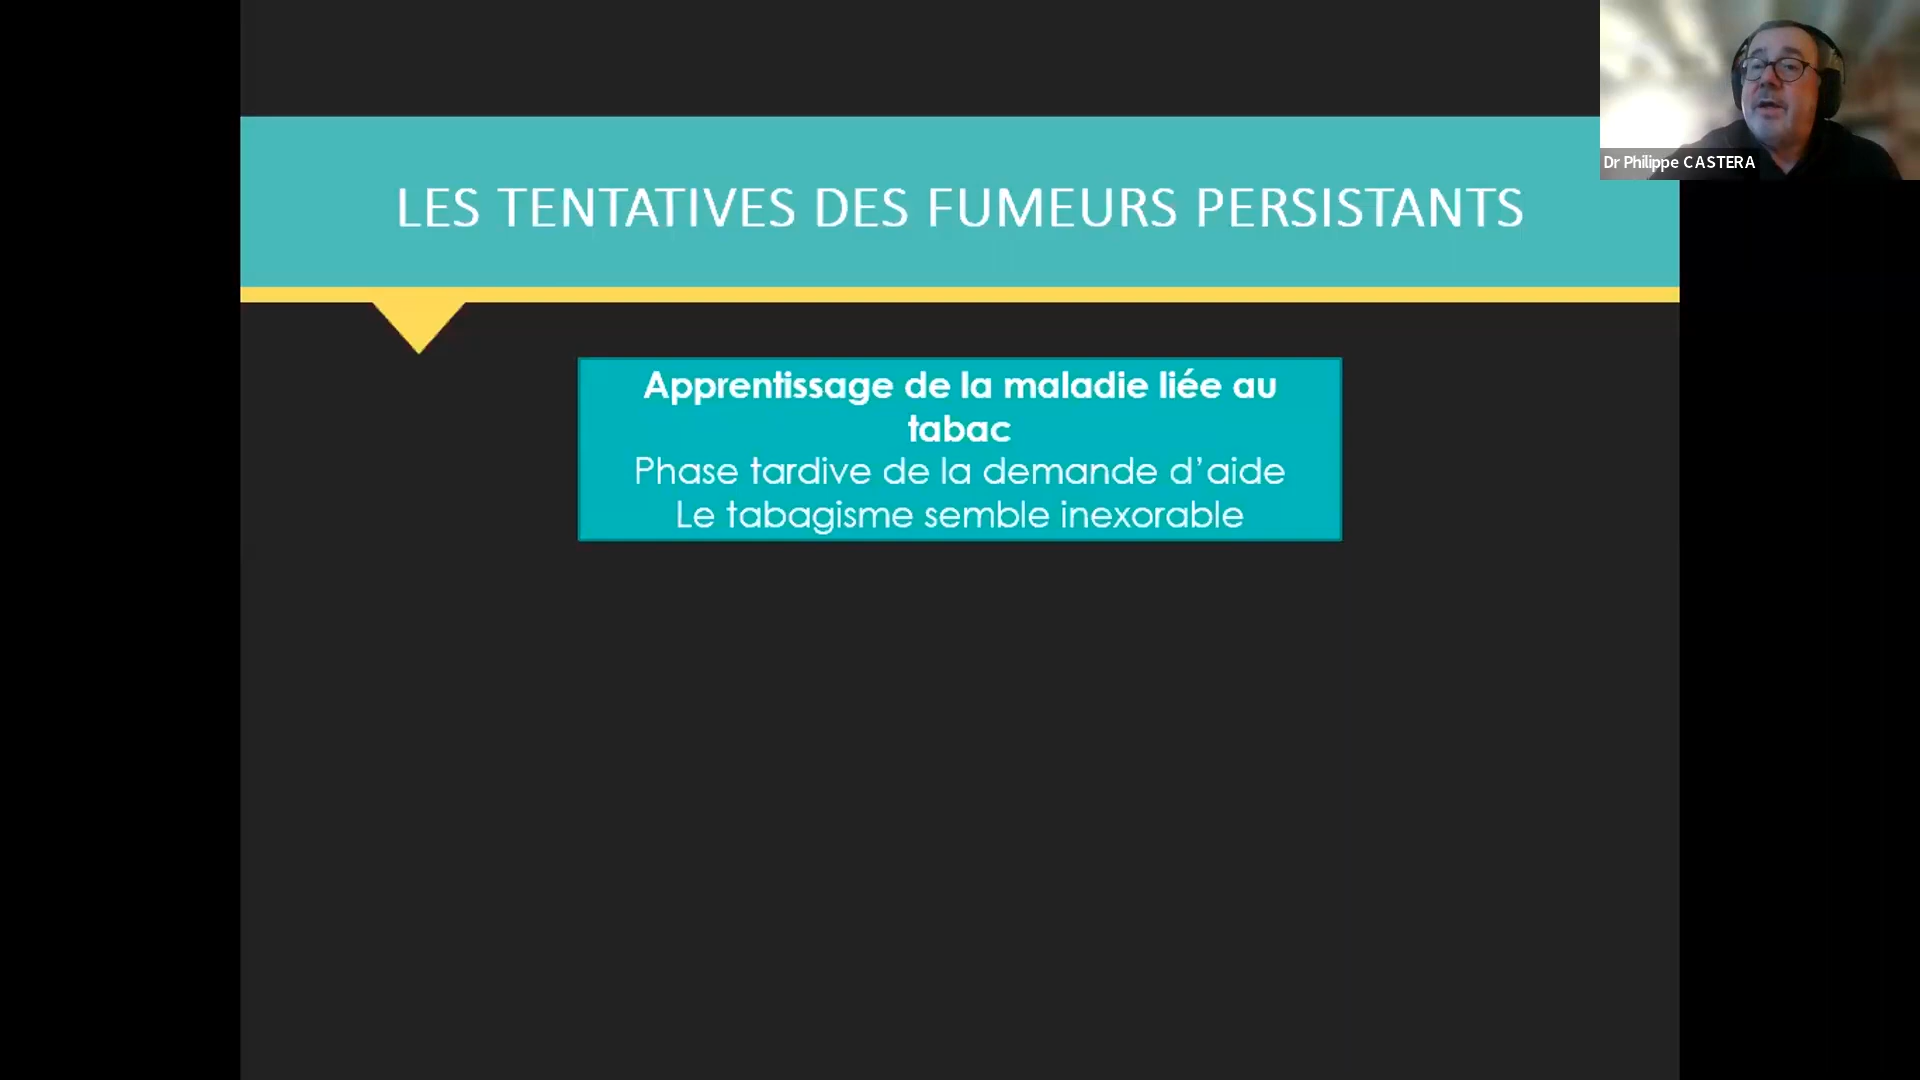 Dr Philippe CASTERA
LES TENTATIVES DES FUMEURS PERSISTANTS
Apprentissage de la maladie liée au
tabac
Phase tardive de la demande d’aide
Le tabagisme semble inexorable